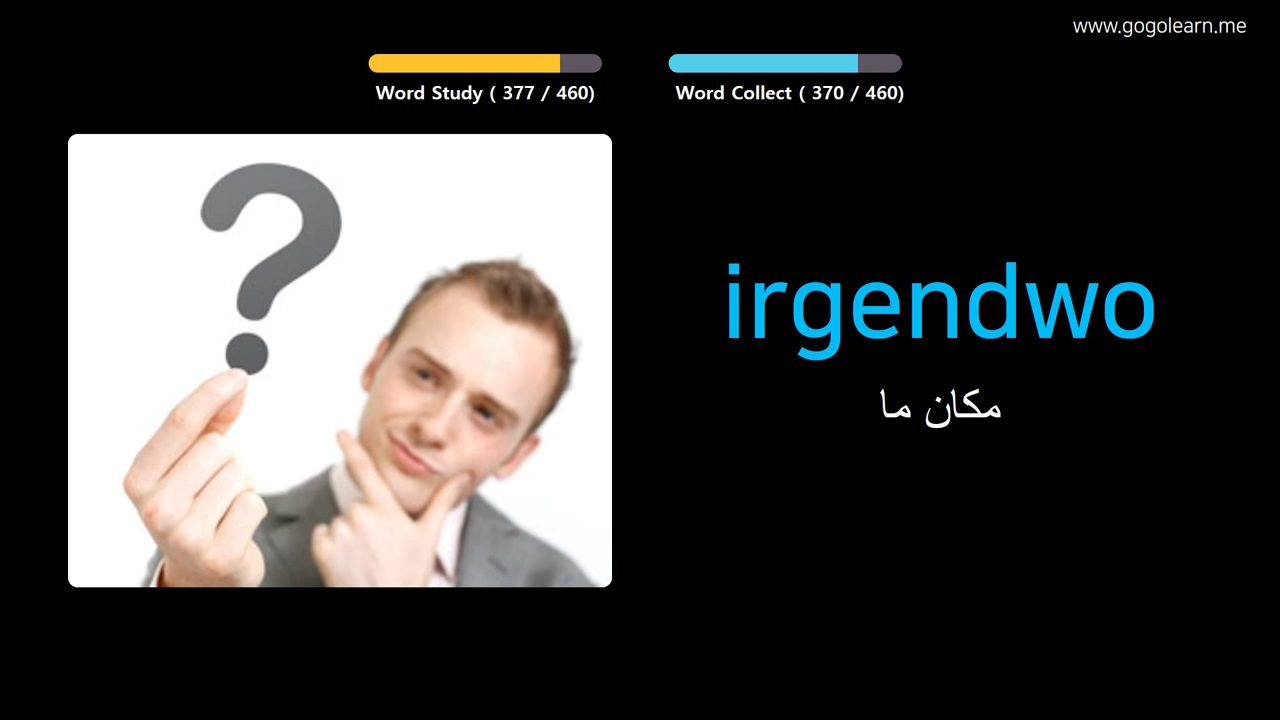 www.gogolearn.me
Word Study ( 377 / 460)
Word Collect ( 370 / 460)
?
irgendwo
مكان ما